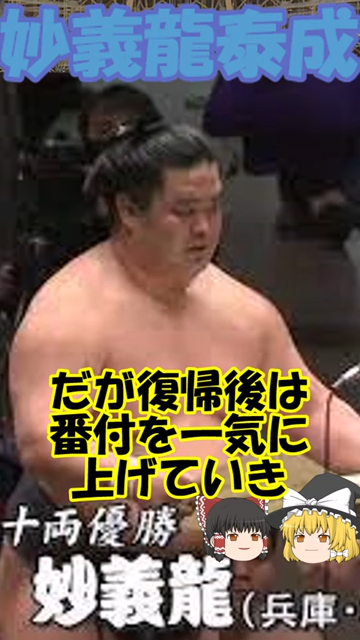 妙義龍泰成
だが復帰後は
番付を一気に
上げていき
十両優勝
妙義龍(兵庫・